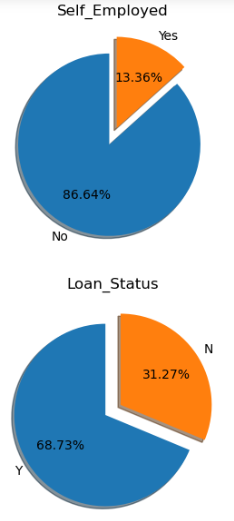 Self_Employed
Yes
13.36%
86.64%
No
Loan_Status
N
31.27%
68.73%
Y